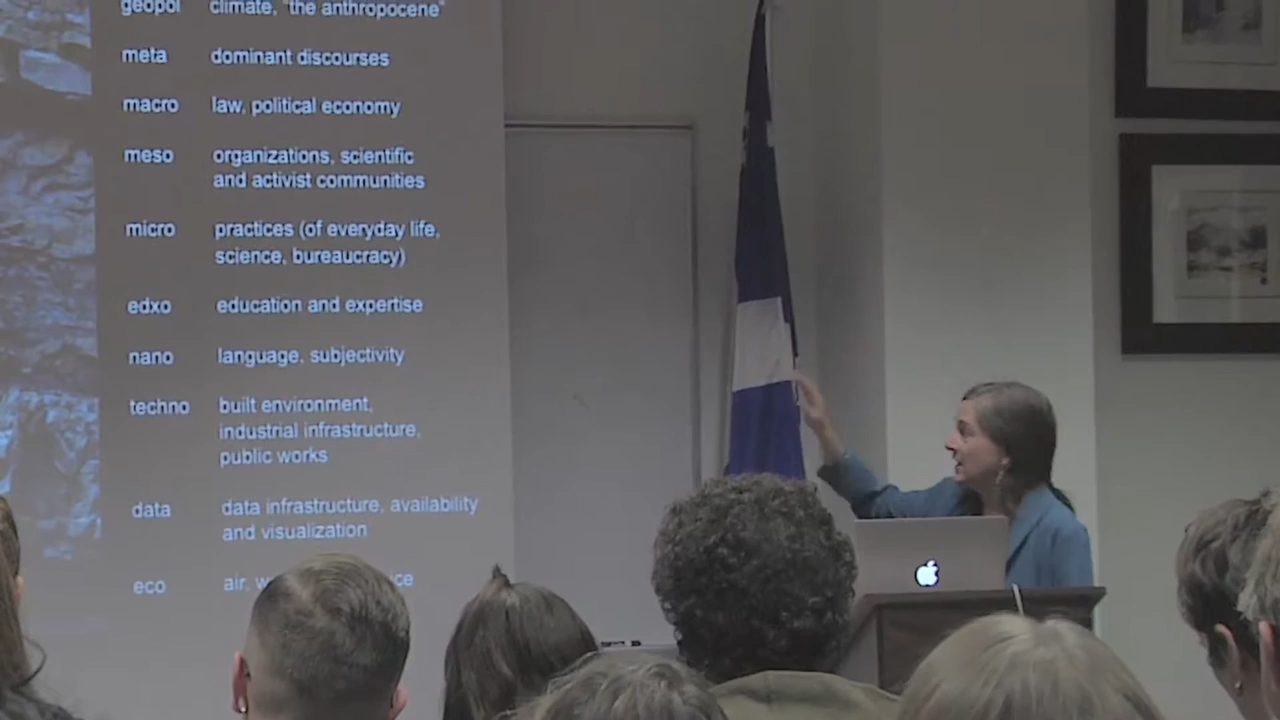 geopol climate, "the anthropocene"
meta dominant discourses
macro law, political economy
meso organizations, scientific
and activist communities
micro practices (of everyday life,
science, bureaucracy)
edxo education and expertise
nano language, subjectivity
techno built environment,
industrial infrastructure,
public works
data data infrastructure, availability
and visualization
eco air,